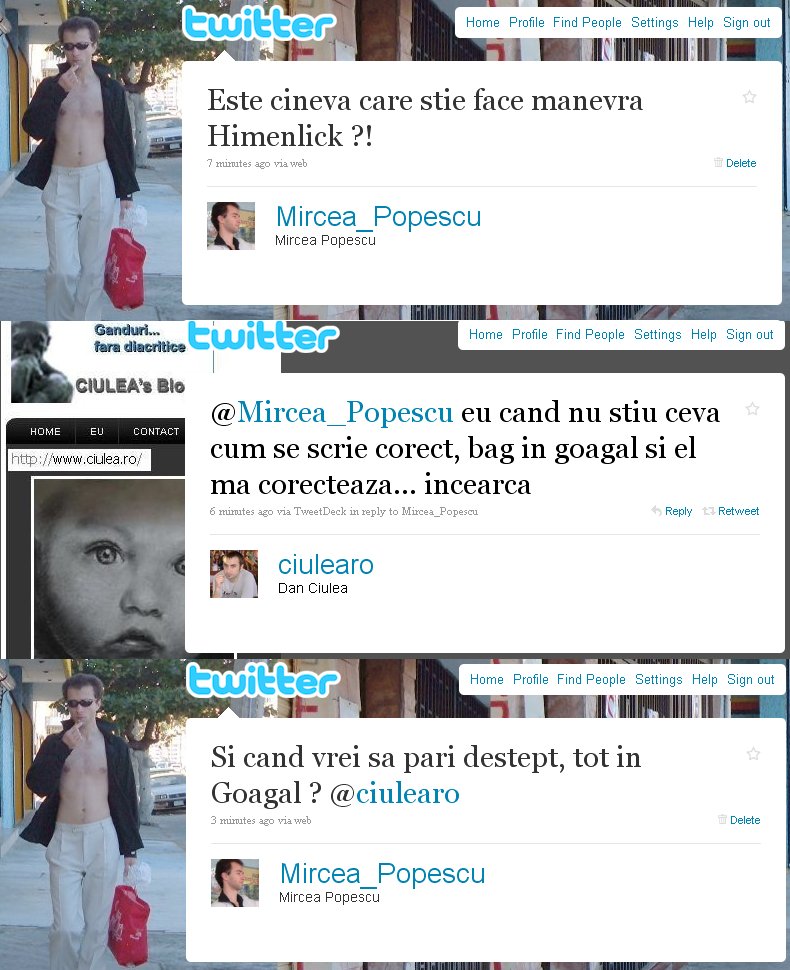 twitter
Home Profile Find People Settings Help Sign out
Este cineva care stie face manevra
Himenlick ?!
7 minutes ago via web
Delete
Mircea_Popescu
Mircea Popescu
Ganduri...
fara diacritice
CIULEA's Blo
HOME EU CONTACT
http://www.ciulea.ro/
twitter
Home Profile Find People Settings Help Sign out
@Mircea_Popescu eu cand nu stiu ceva
cum se scrie corect, bag in goagal si el
ma corecteaza... incearca
6 minutes ago via TweetDeck in reply to Mircea_Popescu
Reply Retweet
ciulearo
Dan Ciulea
twitter
Home Profile Find People Settings Help Sign out
Si cand vrei sa pari destept, tot in
Goagal ? @ciulearo
3 minutes ago via web
Delete
Mircea_Popescu
Mircea Popescu